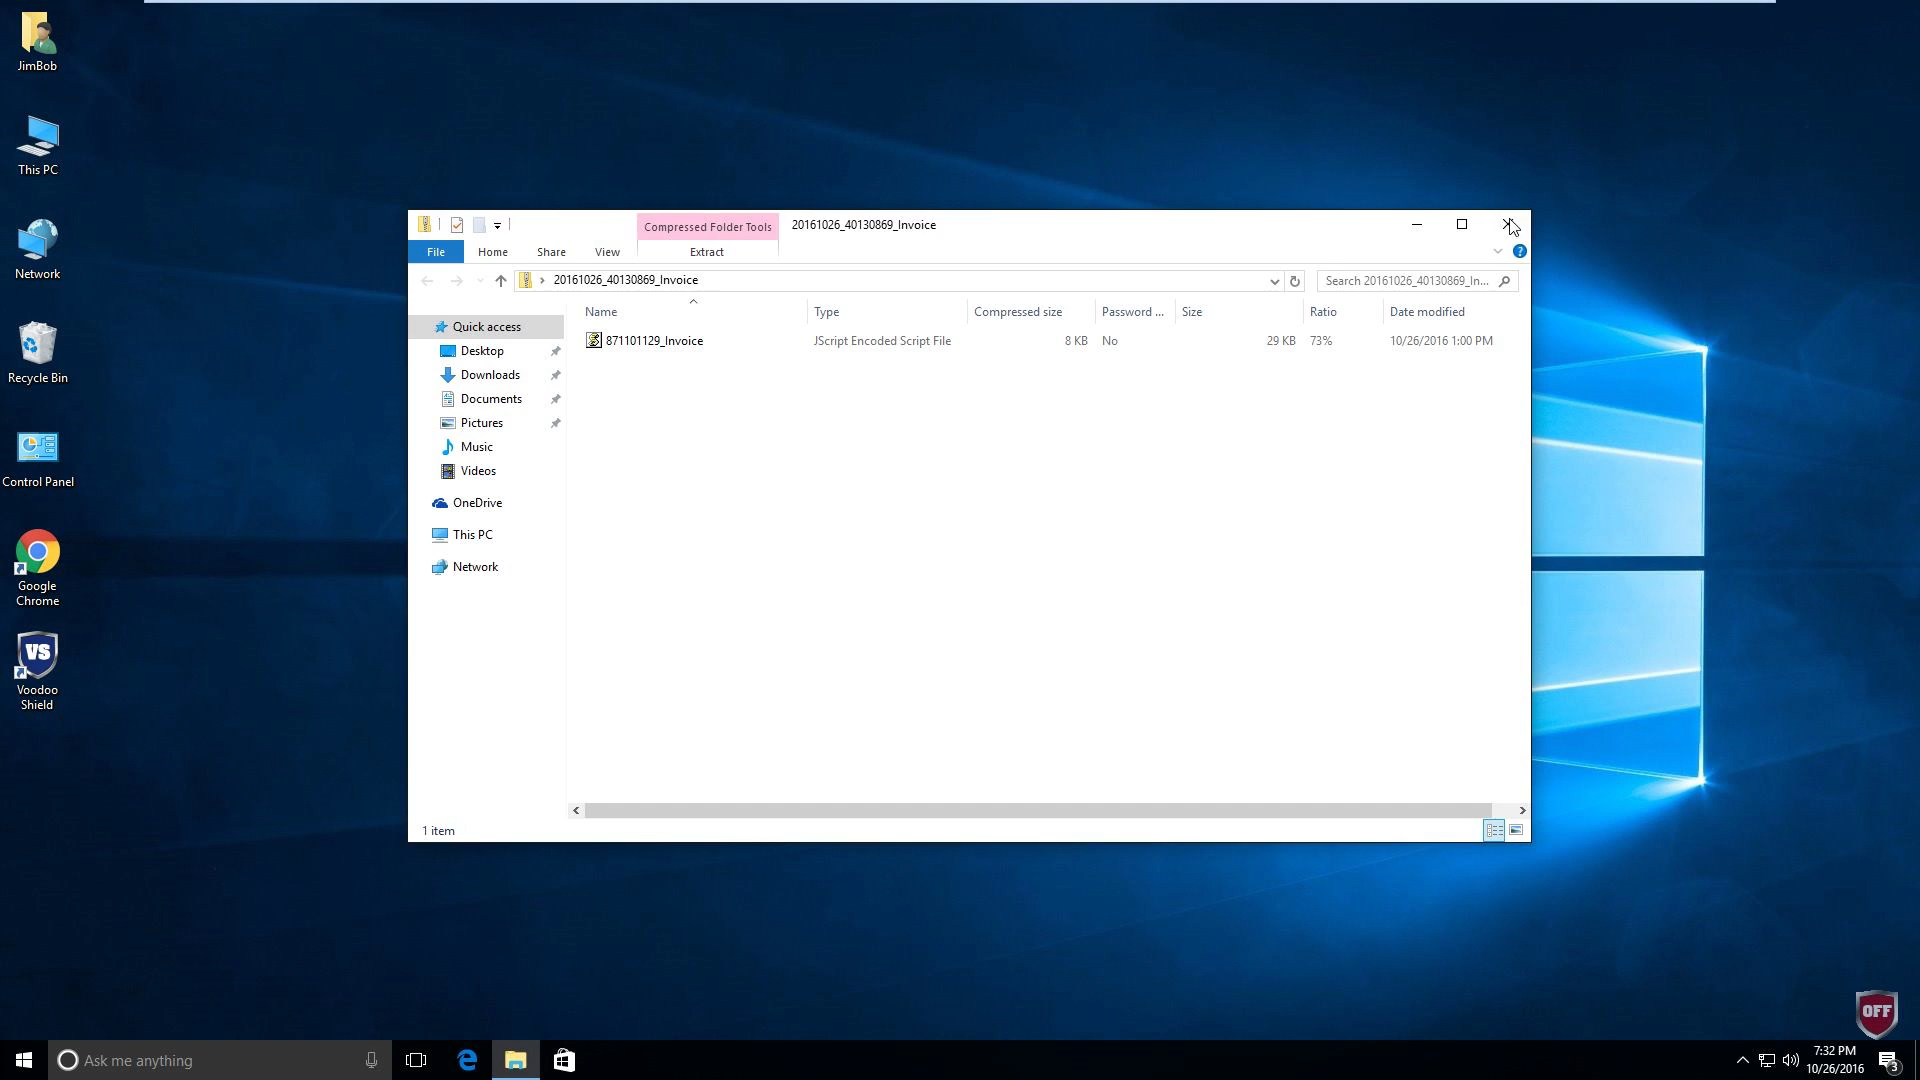 JimBob
This PC
Network
Recycle Bin
Control Panel
Google
Chrome
VS
Voodoo
Shield
Compressed Folder Tools
20161026_40130869_Invoice
File
Home
Share
View
Extract
20161026_40130869_Invoice
Search 20161026_40130869_In...
Name
Type
Compressed size
Password ...
Size
Ratio
Date modified
871101129_Invoice
JScript Encoded Script File
8 KB
No
29 KB
73%
10/26/2016 1:00 PM
Quick access
Desktop
Downloads
Documents
Pictures
Music
Videos
OneDrive
This PC
Network
1 item
OFF
Ask me anything
7:32 PM
10/26/2016
3